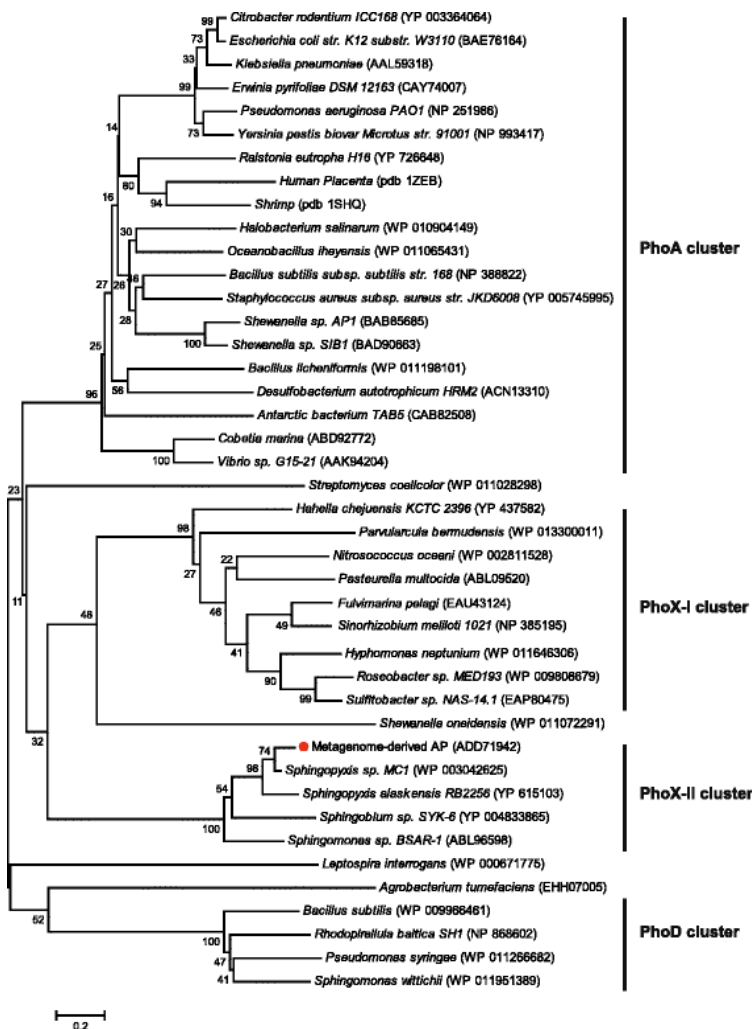 Citrobacter rodentium ICC168 (YP 003364064)
99
Escherichia coli str. K12 substr. W3110 (BAE76164)
73
Klebsiella pneumoniae (AAL59318)
33
Erwinia pyrifoliae DSM 12163 (CAY74007)
99
Pseudomonas aeruginosa PAO1 (NP 251986)
Yersinia pestis biovar Microtus str. 91001 (NP 993417)
73
14
Ralstonia eutropha H16 (YP 726648)
Human Placenta (pdb 1ZEB)
80
Shrimp (pdb 1SHQ)
94
16
Halobacterium salinarum (WP 010904149)
30
Oceanobacillus iheyensis (WP 011065431)
PhoA cluster
Bacillus subtilis subsp. subtilis str. 168 (NP 388822)
27
26
46
Staphylococcus aureus subsp. aureus str. JKD6008 (YP 005745995)
28
Shewanella sp. AP1 (BAB85685)
Shewanella sp. SIB1 (BAD90663)
100
25
Bacillus licheniformis (WP 011198101)
56
Desulfobacterium autotrophicum HRM2 (ACN13310)
96
Antarctic bacterium TAB5 (CAB82508)
Cobetia marina (ABD92772)
100
Vibrio sp. G15-21 (AAK94204)
23
Streptomyces coelicolor (WP 011028298)
Hahella chejuensis KCTC 2396 (YP 437582)
98
Parvularcula bermudensis (WP 013300011)
22
Nitrosococcus oceani (WP 002811528)
27
Pasteurella multocida (ABL09520)
11
Fulvimarina pelagi (EAU43124)
PhoX-I cluster
48
46
49
Sinorhizobium meliloti 1021 (NP 385195)
41
Hyphomonas neptunium (WP 011646306)
90
Roseobacter sp. MED193 (WP 009808679)
99
Sulfitobacter sp. NAS-14.1 (EAP80475)
Shewanella oneidensis (WP 011072291)
32
74
Metagenome-derived AP (ADD71942)
98
Sphingopyxis sp. MC1 (WP 003042625)
54
Sphingopyxis alaskensis RB2256 (YP 615103)
PhoX-II cluster
Sphingobium sp. SYK-6 (YP 004833865)
100
Sphingomonas sp. BSAR-1 (ABL96598)
Leptospira interrogans (WP 000671775)
Agrobacterium tumefaciens (EHH07005)
52
Bacillus subtilis (WP 009966461)
100
Rhodopirellula baltica SH1 (NP 868602)
PhoD cluster
47
Pseudomonas syringae (WP 011266682)
41
Sphingomonas wittichii (WP 011951389)
0.2